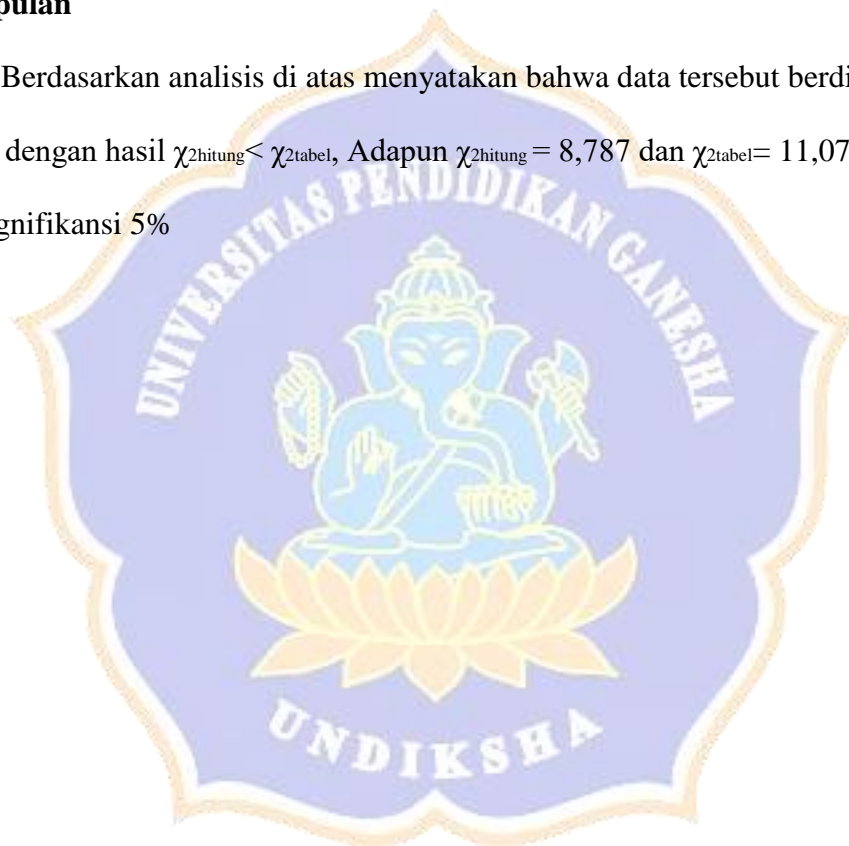 pulan
Berdasarkan analisis di atas menyatakan bahwa data tersebut berdi
dengan hasil χ2hitung< χ2tabel, Adapun χ2hitung = 8,787 dan χ2tabel= 11,07
gnifikansi 5%
UNIVERSITAS PENDIDIKAN GANESHA
UNDIKSHA